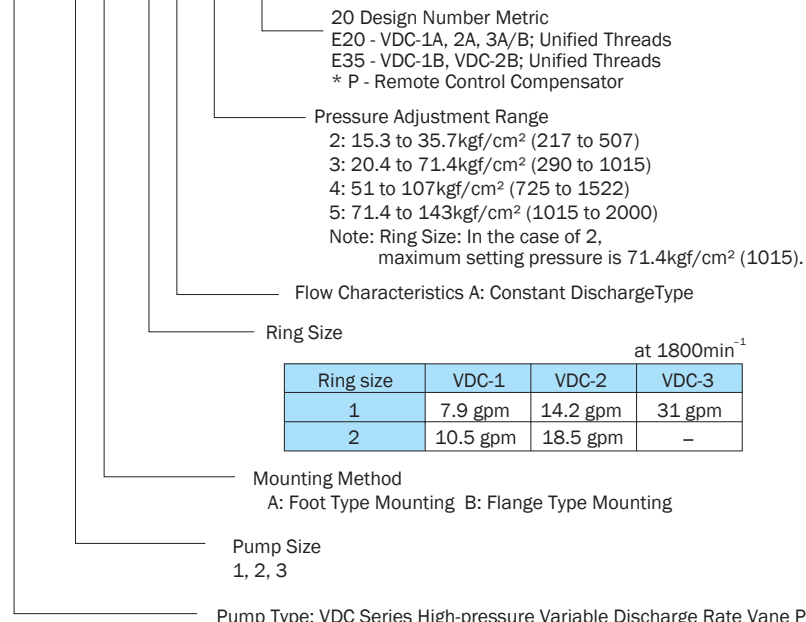 20 Design Number Metric
E20 - VDC-1A, 2A, 3A/B; Unified Threads
E35 - VDC-1B, VDC-2B; Unified Threads
* P - Remote Control Compensator
Pressure Adjustment Range
2: 15.3 to 35.7kgf/cm² (217 to 507)
3: 20.4 to 71.4kgf/cm² (290 to 1015)
4: 51 to 107kgf/cm² (725 to 1522)
5: 71.4 to 143kgf/cm² (1015 to 2000)
Note: Ring Size: In the case of 2,
maximum setting pressure is 71.4kgf/cm² (1015).
Flow Characteristics A: Constant DischargeType
Ring Size
at 1800min⁻¹
Ring size VDC-1 VDC-2 VDC-3
1 7.9 gpm 14.2 gpm 31 gpm
2 10.5 gpm 18.5 gpm –
Mounting Method
A: Foot Type Mounting B: Flange Type Mounting
Pump Size
1, 2, 3
Pump Type: VDC Series High-pressure Variable Discharge Rate Vane P